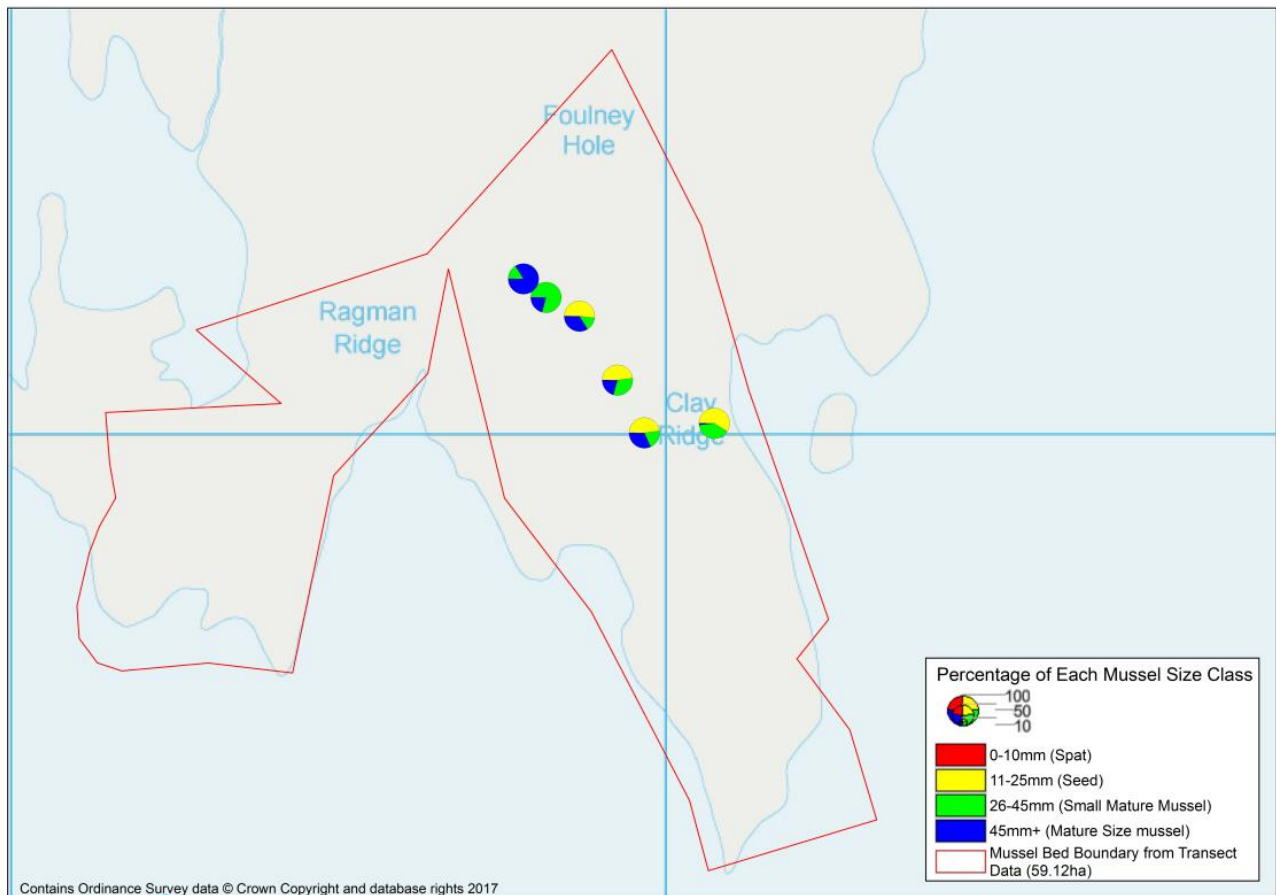 Foulney
Hole
Ragman
Ridge
Clay
Ridge
Percentage of Each Mussel Size Class
100
50
10
0-10mm (Spat)
11-25mm (Seed)
26-45mm (Small Mature Mussel)
45mm+ (Mature Size mussel)
Mussel Bed Boundary from Transect
Data (59.12ha)
Contains Ordinance Survey data © Crown Copyright and database rights 2017